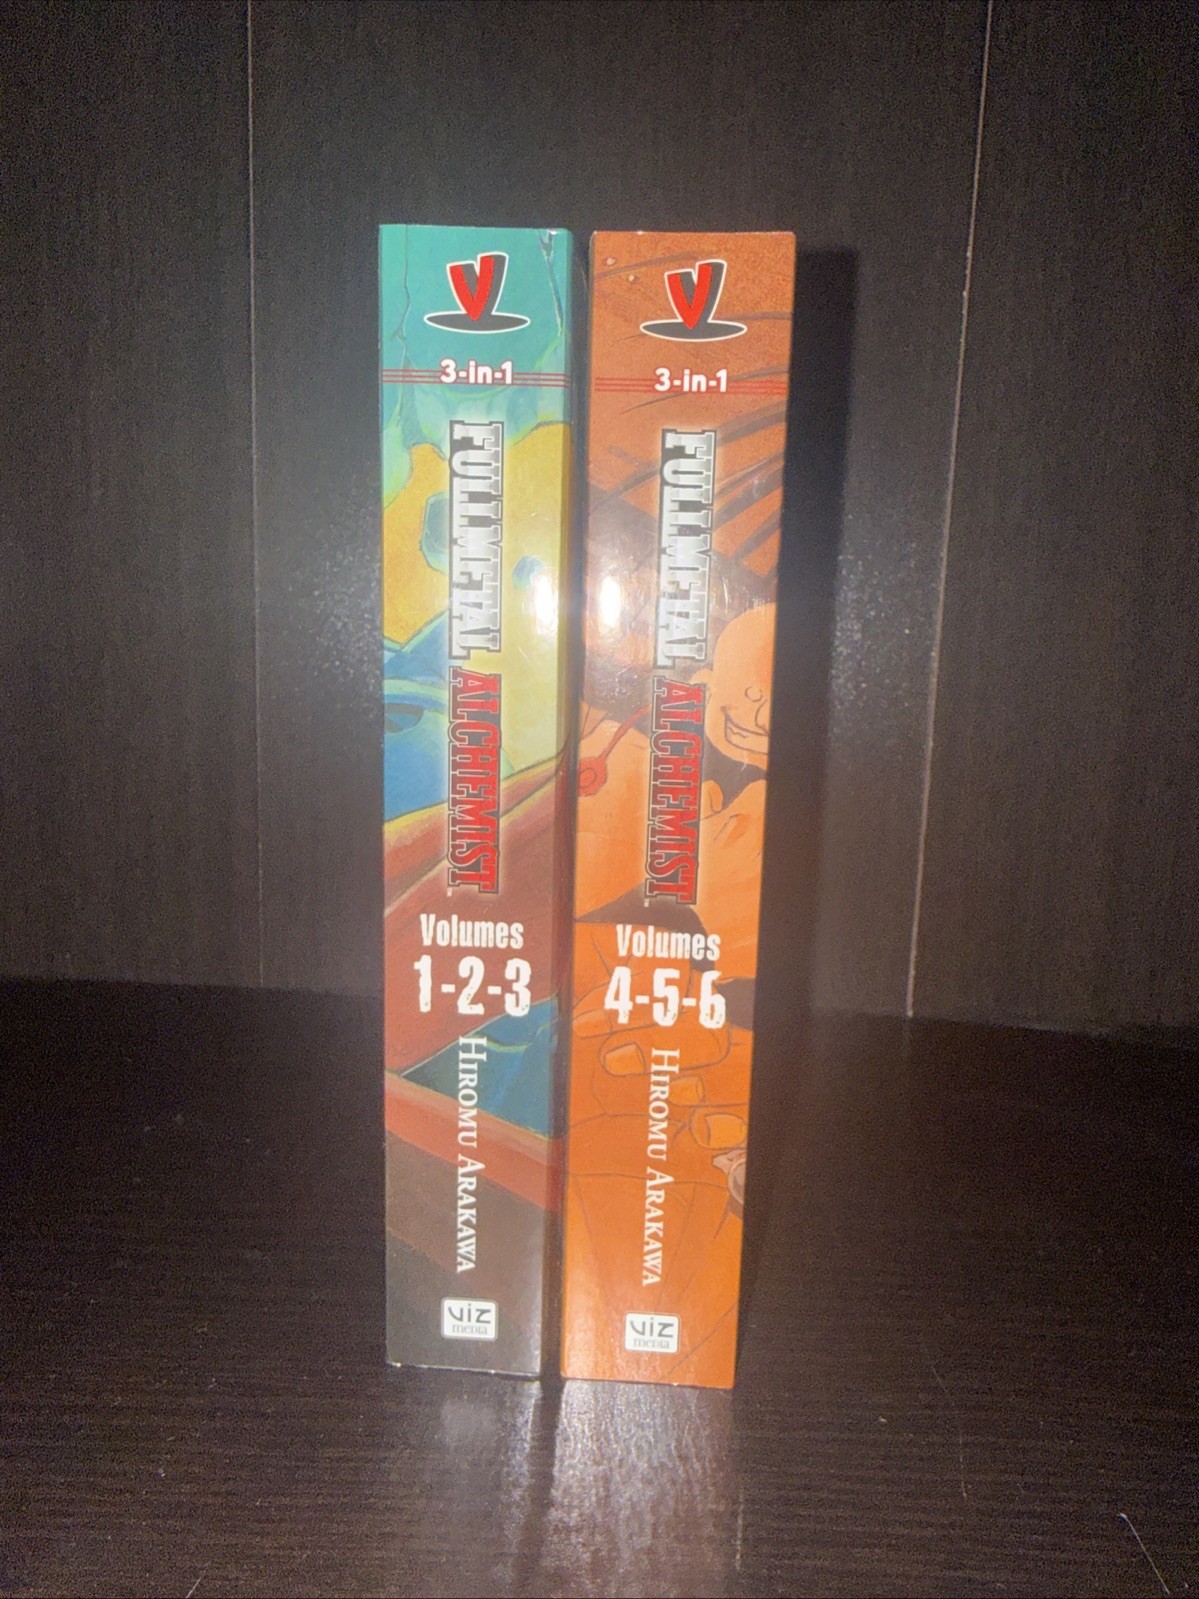 V
3-in-1
FULLMETAL ALCHEMIST
Volumes
1-2-3
HIROMU ARAKAWA
VIZ
media
V
3-in-1
FULLMETAL ALCHEMIST
Volumes
4-5-6
HIROMU ARAKAWA
VIZ
media